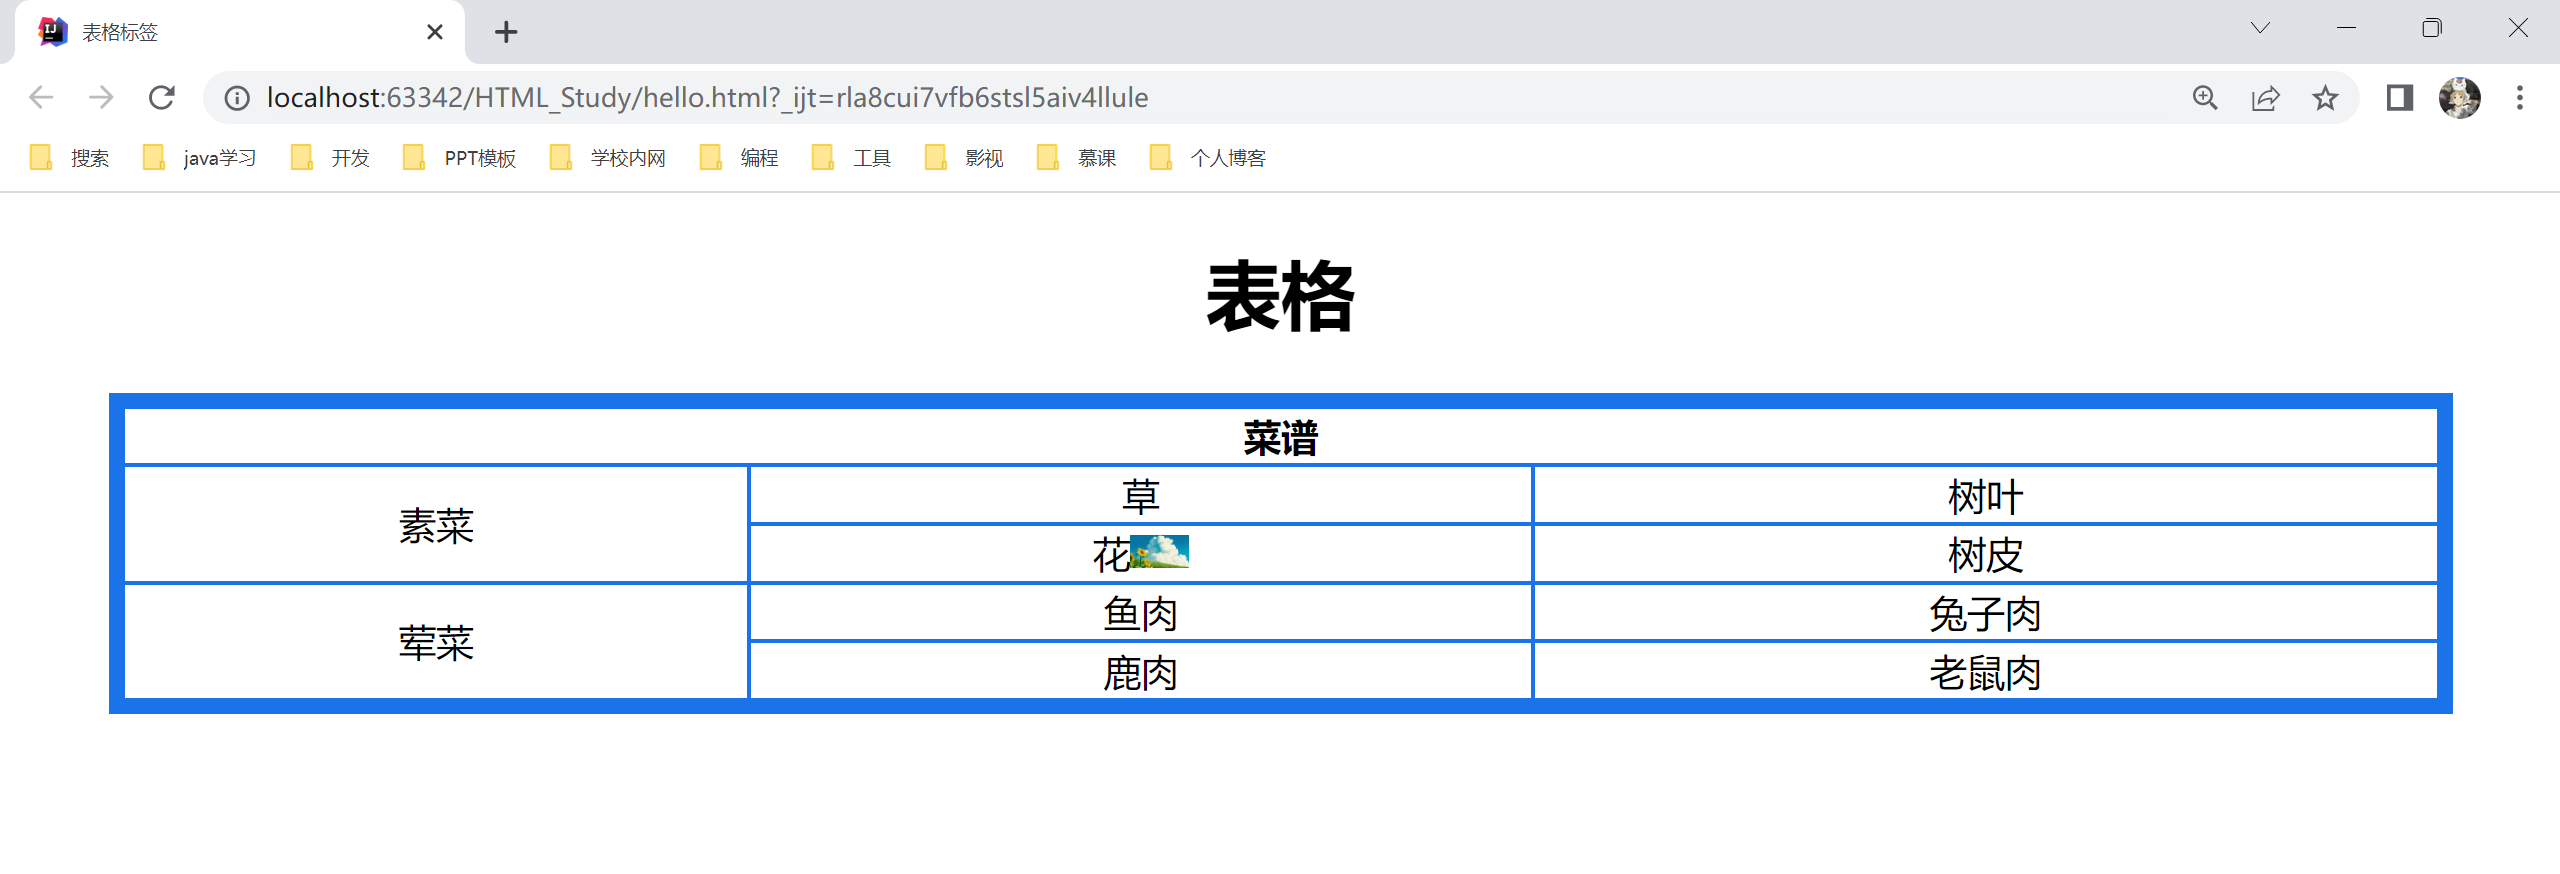 表格标签
localhost:63342/HTML_Study/hello.html?_ijt=rla8cui7vfb6stsl5aiv4llule
搜索 java学习 开发 PPT模板 学校内网 编程 工具 影视 慕课 个人博客
表格
菜谱
素菜 草 树叶
花 树皮
荤菜 鱼肉 兔子肉
鹿肉 老鼠肉